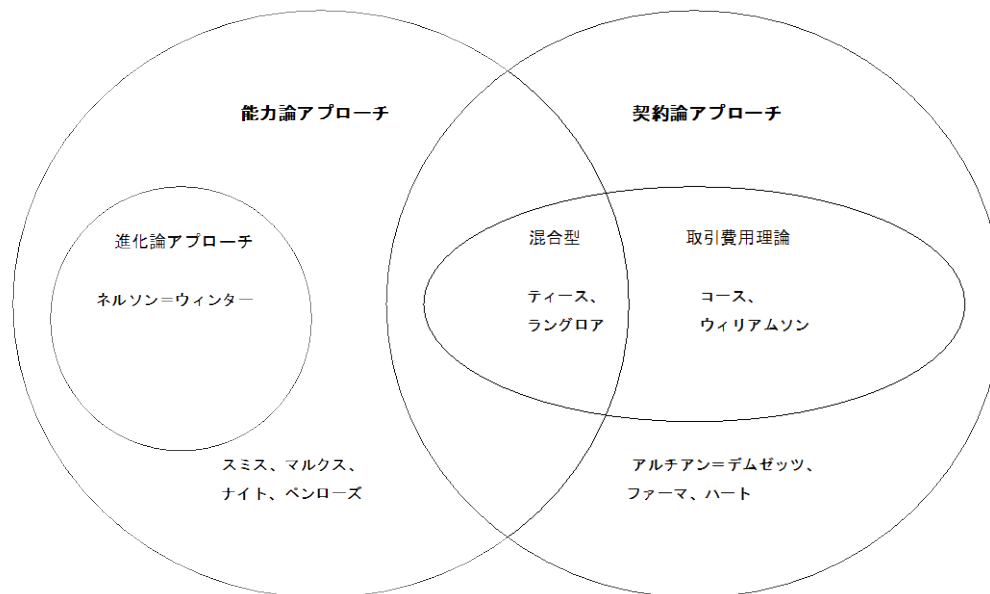 能力論アプローチ
契約論アプローチ
進化論アプローチ
ネルソン＝ウィンター
混合型
取引費用理論
ティース、
ラングロア
コース、
ウィリアムソン
スミス、マルクス、
ナイト、ペンローズ
アルチアン＝デムゼッツ、
ファーマ、ハート